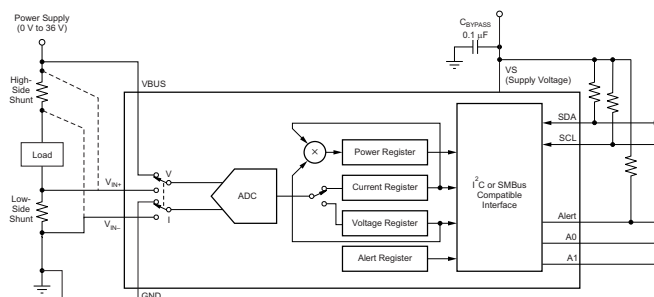 Power Supply
(0 V to 36 V)
C_BYPASS
0.1 μF
High-
Side
Shunt
VBUS
VS
(Supply Voltage)
SDA
SCL
Load
V
V_IN+
Low-
Side
Shunt
V_IN–
I
ADC
×
Power Register
Current Register
Voltage Register
Alert Register
I²C or SMBus
Compatible
Interface
Alert
A0
A1
GND